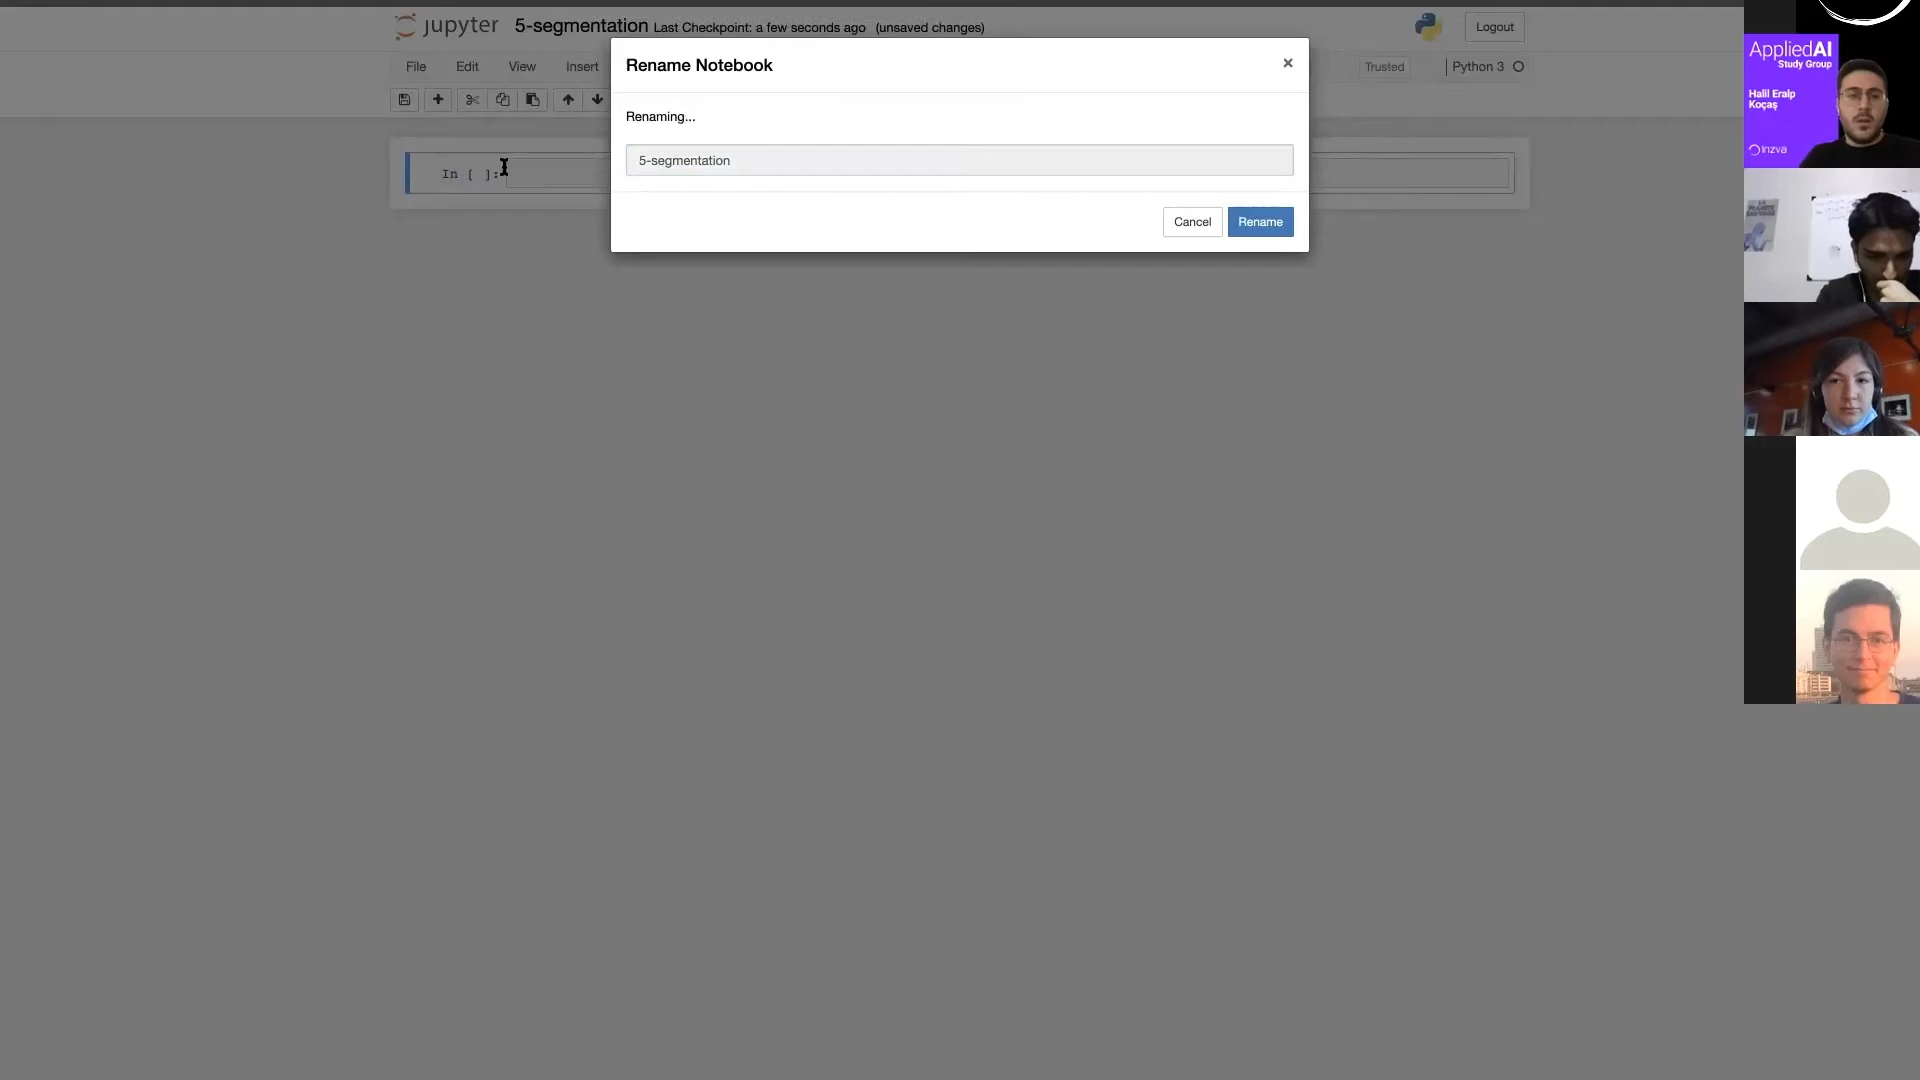 jupyter 5-segmentation Last Checkpoint: a few seconds ago (unsaved changes) Logout
File Edit View Insert Trusted Python 3
Rename Notebook ×
Renaming...
5-segmentation
Cancel Rename
In [ ]:
AppliedAI
Study Group
Halil Eralp
Koçaş
inzva